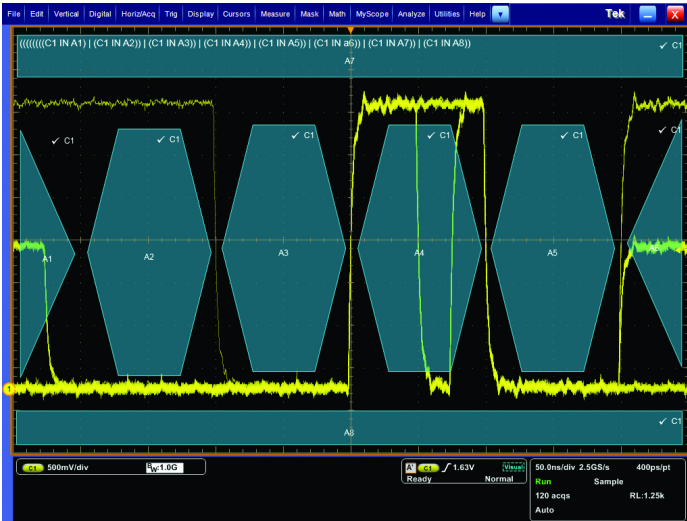 File Edit Vertical Digital Horiz/Acq Trig Display Cursors Measure Mask Math MyScope Analyze Utilities Help Tek X
((((((((C1 IN A1) | (C1 IN A2)) | (C1 IN A3)) | (C1 IN A4)) | (C1 IN A5)) | (C1 IN a6)) | (C1 IN A7)) | (C1 IN A8)) C1
A7
C1 C1 C1 C1 C1 C1
A1 A2 A3 A4 A5
1
C1
A8
C1 500mV/div BW:1.0G
A' C1 1.63V Visual
Ready Normal
50.0ns/div 2.5GS/s 400ps/pt
Run Sample
120 acqs RL:1.25k
Auto